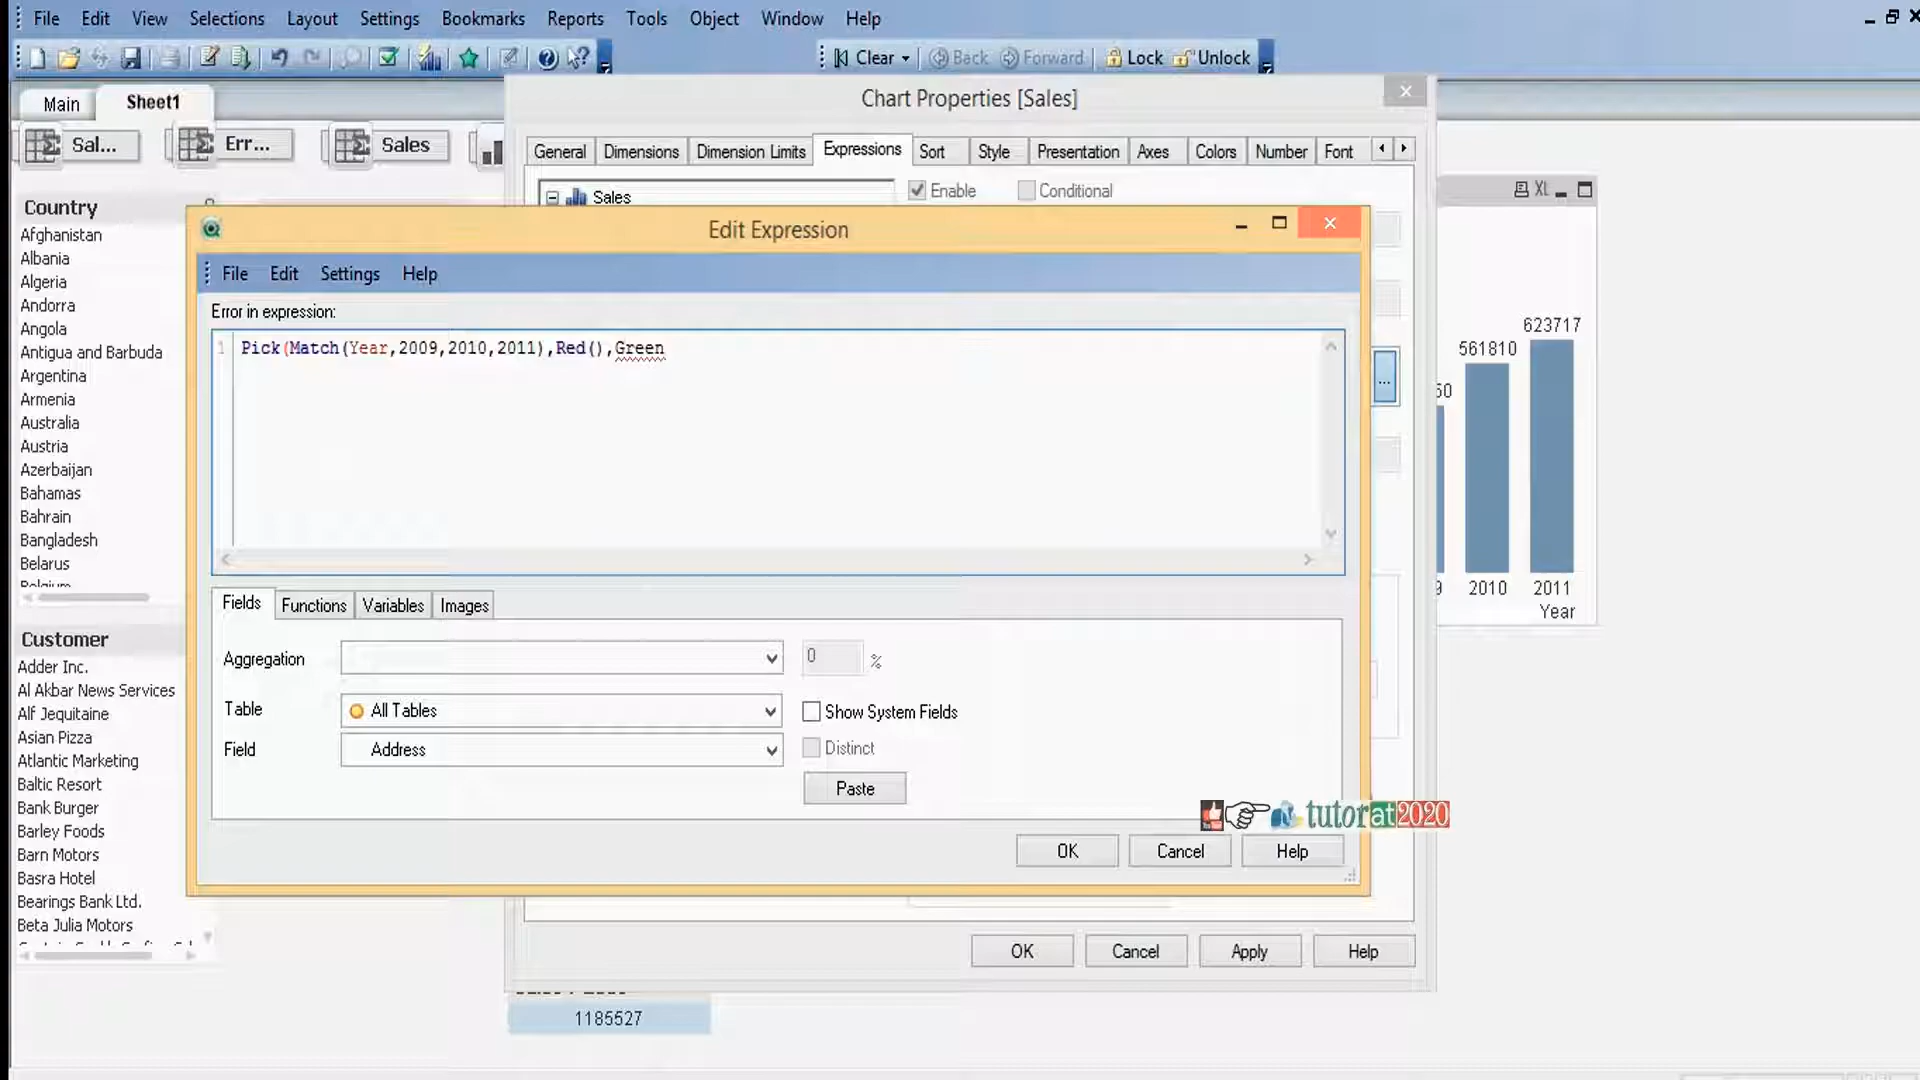 File Edit View Selections Layout Settings Bookmarks Reports Tools Object Window Help
Clear Back Forward Lock Unlock
Main Sheet1
Sal... Err... Sales
Chart Properties [Sales]
General Dimensions Dimension Limits Expressions Sort Style Presentation Axes Colors Number Font
Sales
Enable Conditional
XL
Country
Afghanistan
Albania
Algeria
Andorra
Angola
Antigua and Barbuda
Argentina
Armenia
Australia
Austria
Azerbaijan
Bahamas
Bahrain
Bangladesh
Belarus
Belgium
Customer
Adder Inc.
Al Akbar News Services
Alf Jequitaine
Asian Pizza
Atlantic Marketing
Baltic Resort
Bank Burger
Barley Foods
Barn Motors
Basra Hotel
Bearings Bank Ltd.
Beta Julia Motors
Edit Expression
File Edit Settings Help
Error in expression:
1 Pick(Match(Year,2009,2010,2011),Red(),Green
...
Fields Functions Variables Images
Aggregation 0 %
Table All Tables Show System Fields
Field Address Distinct
Paste
OK Cancel Help
tutorat2020
50 561810 623717
9 2010 2011
Year
OK Cancel Apply Help
1185527